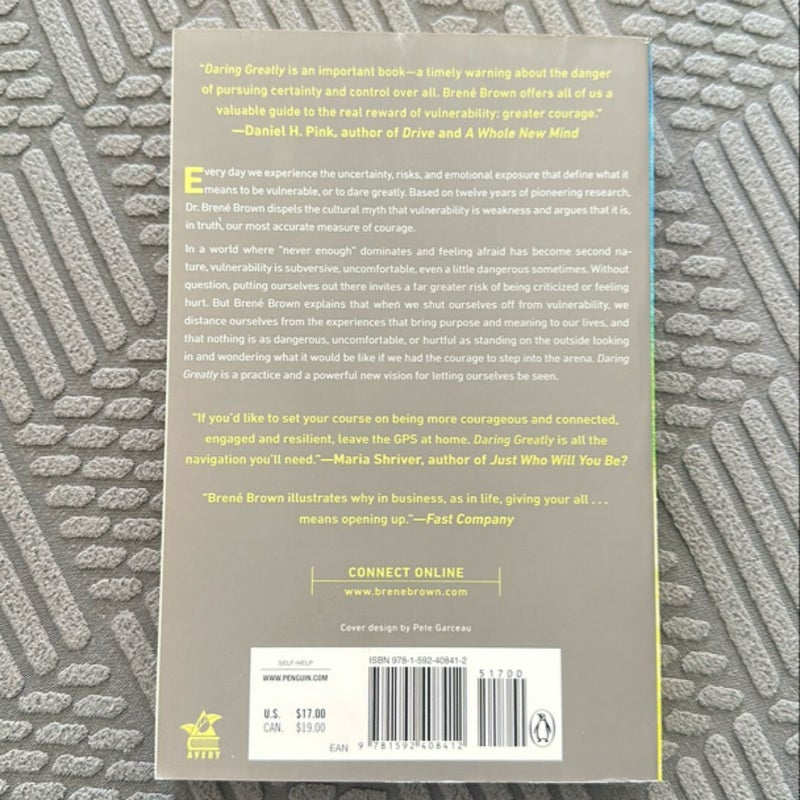 "Daring Greatly is an important book—a timely warning about the danger
of pursuing certainty and control over all. Brené Brown offers all of us a
valuable guide to the real reward of vulnerability: greater courage."
—Daniel H. Pink, author of Drive and A Whole New Mind
Every day we experience the uncertainty, risks, and emotional exposure that define what it
means to be vulnerable, or to dare greatly. Based on twelve years of pioneering research,
Dr. Brené Brown dispels the cultural myth that vulnerability is weakness and argues that it is,
in truth, our most accurate measure of courage.
In a world where "never enough" dominates and feeling afraid has become second na-
ture, vulnerability is subversive, uncomfortable, even a little dangerous sometimes. Without
question, putting ourselves out there invites a far greater risk of being criticized or feeling
hurt. But Brené Brown explains that when we shut ourselves off from vulnerability, we
distance ourselves from the experiences that bring purpose and meaning to our lives, and
that nothing is as dangerous, uncomfortable, or hurtful as standing on the outside looking
in and wondering what it would be like if we had the courage to step into the arena. Daring
Greatly is a practice and a powerful new vision for letting ourselves be seen.
"If you'd like to set your course on being more courageous and connected,
engaged and resilient, leave the GPS at home. Daring Greatly is all the
navigation you'll need."—Maria Shriver, author of Just Who Will You Be?
"Brené Brown illustrates why in business, as in life, giving your all . . .
means opening up."—Fast Company
CONNECT ONLINE
www.brenebrown.com
Cover design by Pete Garceau
SELF-HELP
WWW.PENGUIN.COM
U.S. $17.00
CAN. $19.00
ISBN 978-1-592-40841-2
51700
EAN 9 781592 408412
AVERY